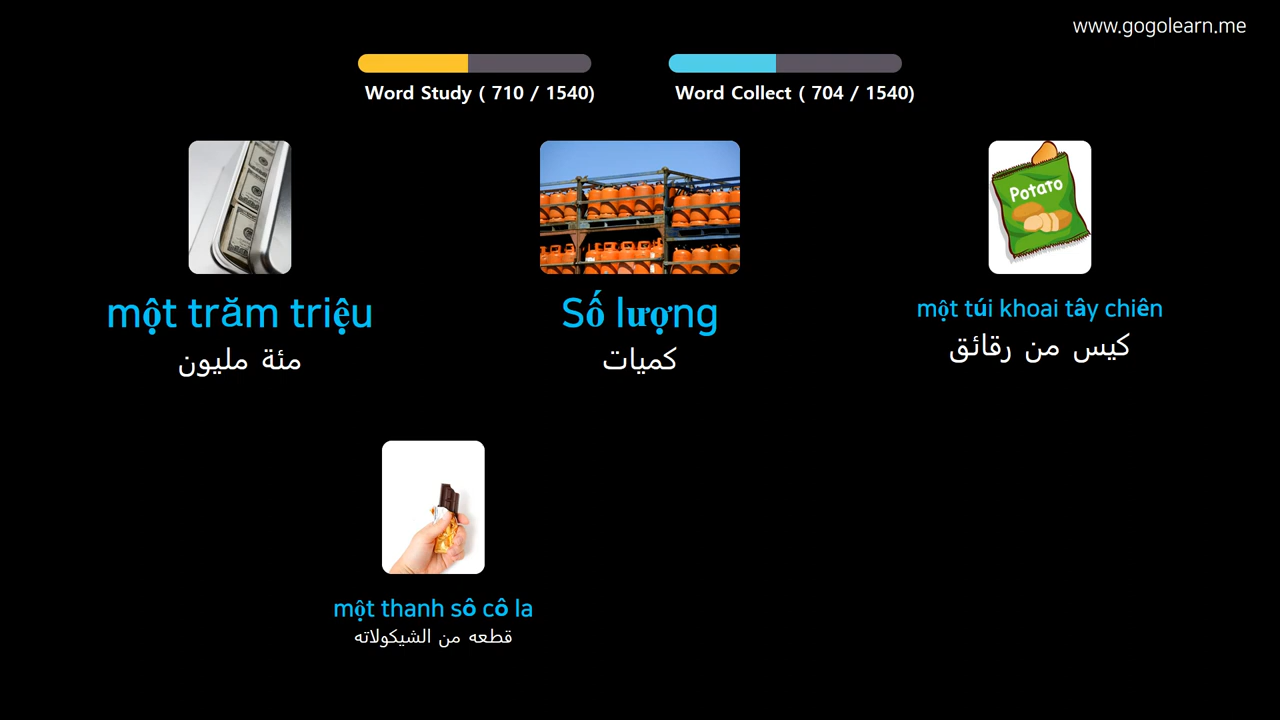 www.gogolearn.me
Word Study ( 710 / 1540)
Word Collect ( 704 / 1540)
Potato
một trăm triệu
مئة مليون
Số lượng
كميات
một túi khoai tây chiên
كيس من رقائق
một thanh sô cô la
قطعه من الشيكولاته